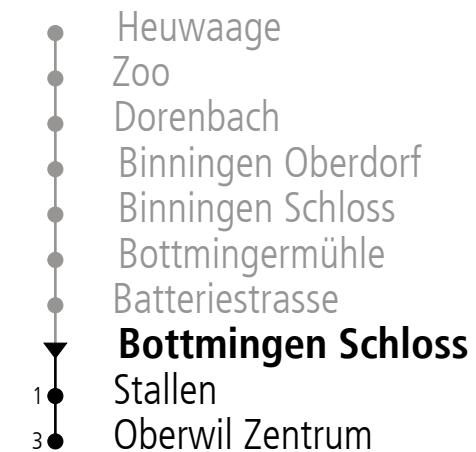 Heuwaage
Zoo
Dorenbach
Binningen Oberdorf
Binningen Schloss
Bottmingermühle
Batteriestrasse
Bottmingen Schloss
1 Stallen
3 Oberwil Zentrum